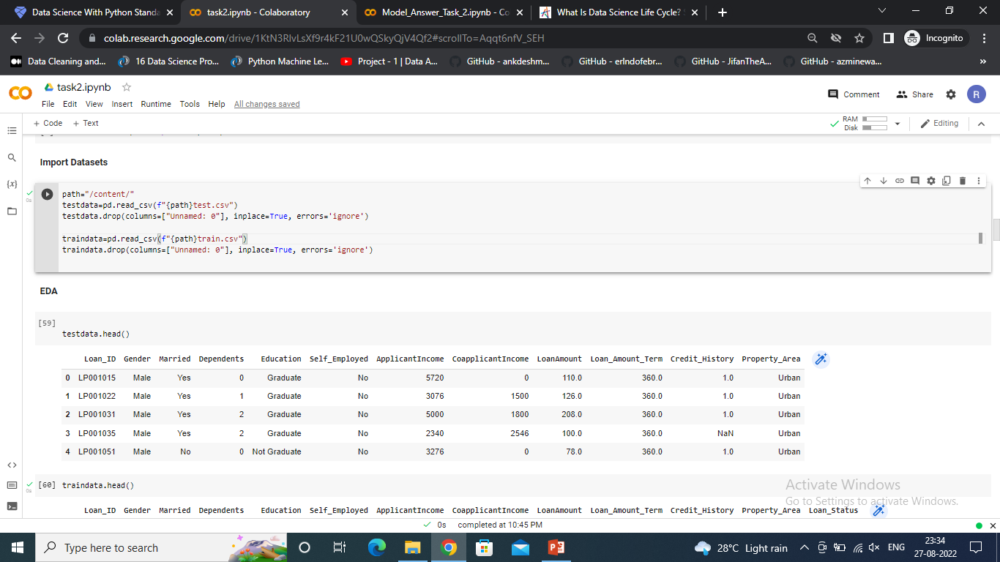 Data Science With Python Standa
task2.ipynb - Colaboratory
Model_Answer_Task_2.ipynb - Co
What Is Data Science Life Cycle?
colab.research.google.com/drive/1KtN3RlvLsXf9r4kF21U0wQSkyQjV4Qf2#scrollTo=Aqqt6nfV_SEH
Incognito
Data Cleaning and...
16 Data Science Pro...
Python Machine Le...
Project - 1 | Data A...
GitHub - ankdeshm...
GitHub - erIndofebr...
GitHub - JifanTheA...
GitHub - azminewa...
»
task2.ipynb
File Edit View Insert Runtime Tools Help All changes saved
Comment
Share
R
+ Code + Text
RAM
Disk
Editing
Import Datasets
0s
path="/content/"
testdata=pd.read_csv(f"{path}test.csv")
testdata.drop(columns=["Unnamed: 0"], inplace=True, errors='ignore')
traindata=pd.read_csv(f"{path}train.csv")
traindata.drop(columns=["Unnamed: 0"], inplace=True, errors='ignore')
EDA
[59]
testdata.head()
Loan_ID Gender Married Dependents Education Self_Employed ApplicantIncome CoapplicantIncome LoanAmount Loan_Amount_Term Credit_History Property_Area
0 LP001015 Male Yes 0 Graduate No 5720 0 110.0 360.0 1.0 Urban
1 LP001022 Male Yes 1 Graduate No 3076 1500 126.0 360.0 1.0 Urban
2 LP001031 Male Yes 2 Graduate No 5000 1800 208.0 360.0 1.0 Urban
3 LP001035 Male Yes 2 Graduate No 2340 2546 100.0 360.0 NaN Urban
4 LP001051 Male No 0 Not Graduate No 3276 0 78.0 360.0 1.0 Urban
0s
[60] traindata.head()
Loan_ID Gender Married Dependents Education Self_Employed ApplicantIncome CoapplicantIncome LoanAmount Loan_Amount_Term Credit_History Property_Area Loan_Status
Activate Windows
Go to Settings to activate Windows.
0s completed at 10:45 PM
Type here to search
28°C Light rain
ENG
23:34
27-08-2022